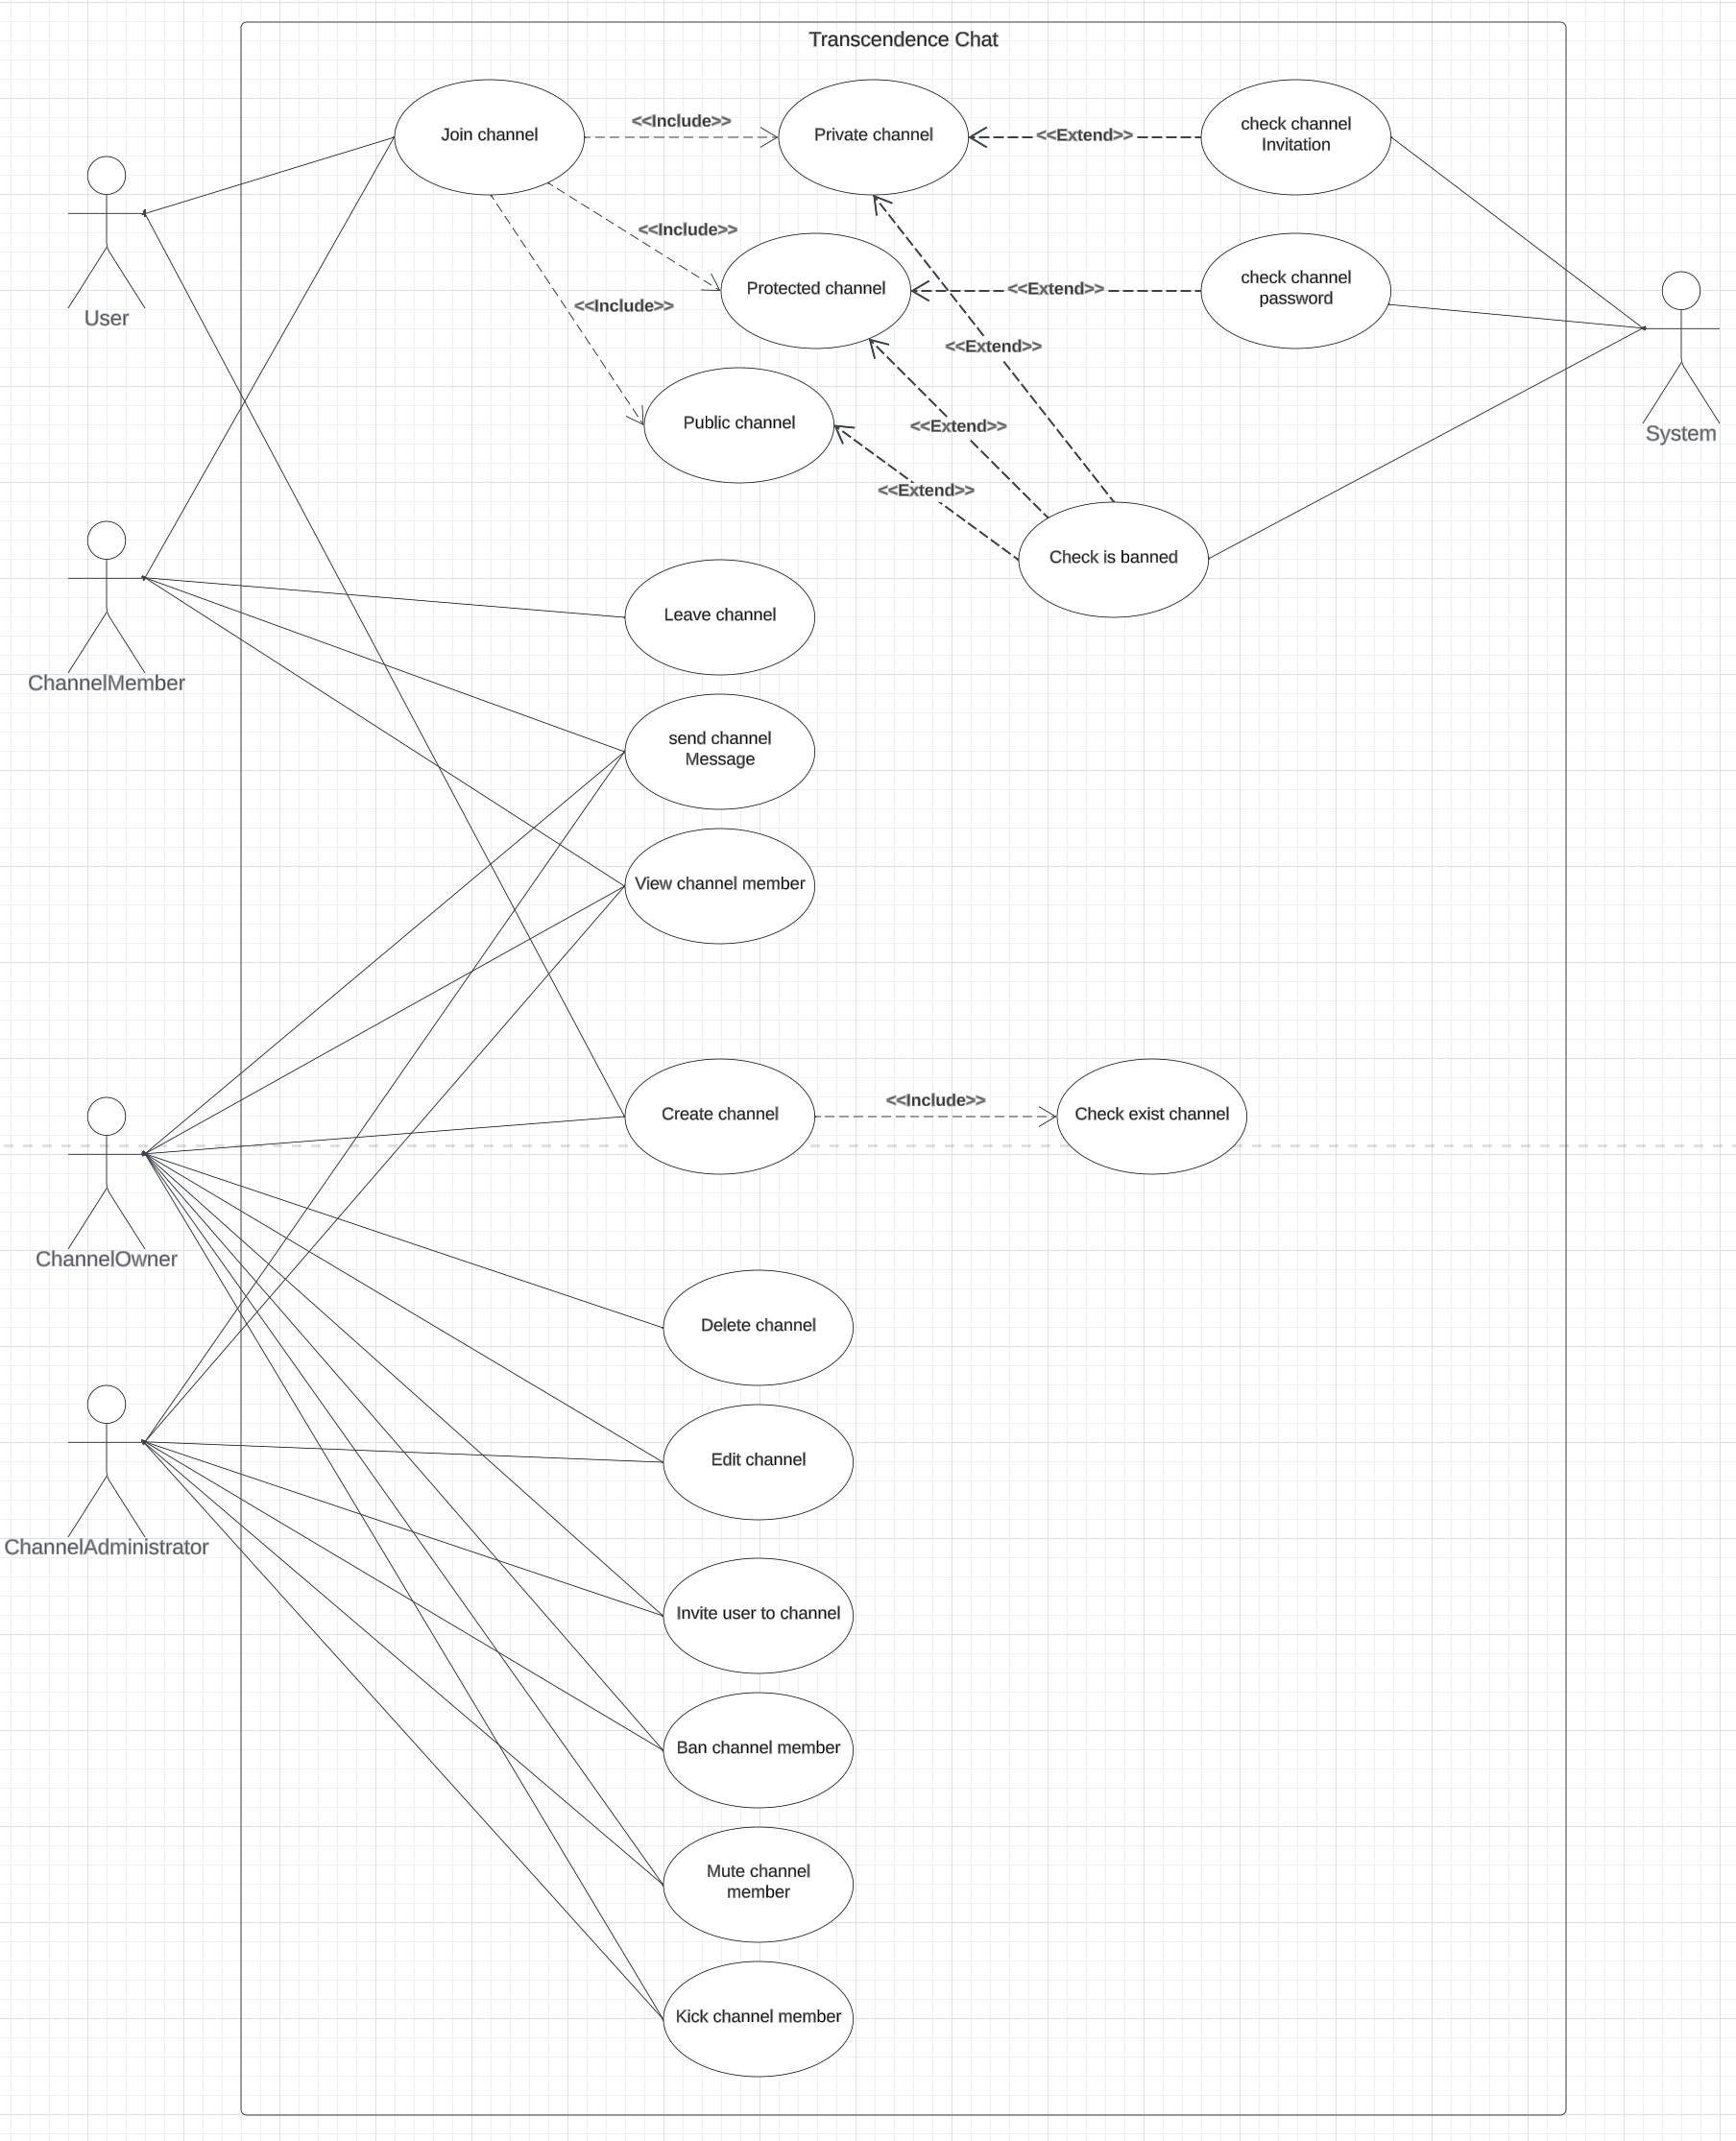 Transcendence Chat
Join channel
<<Include>>
Private channel
<<Extend>>
check channel
Invitation
User
<<Include>>
Protected channel
<<Extend>>
check channel
password
<<Include>>
<<Extend>>
System
Public channel
<<Extend>>
<<Extend>>
Check is banned
ChannelMember
Leave channel
send channel
Message
View channel member
ChannelOwner
Create channel
<<Include>>
Check exist channel
Delete channel
ChannelAdministrator
Edit channel
Invite user to channel
Ban channel member
Mute channel
member
Kick channel member